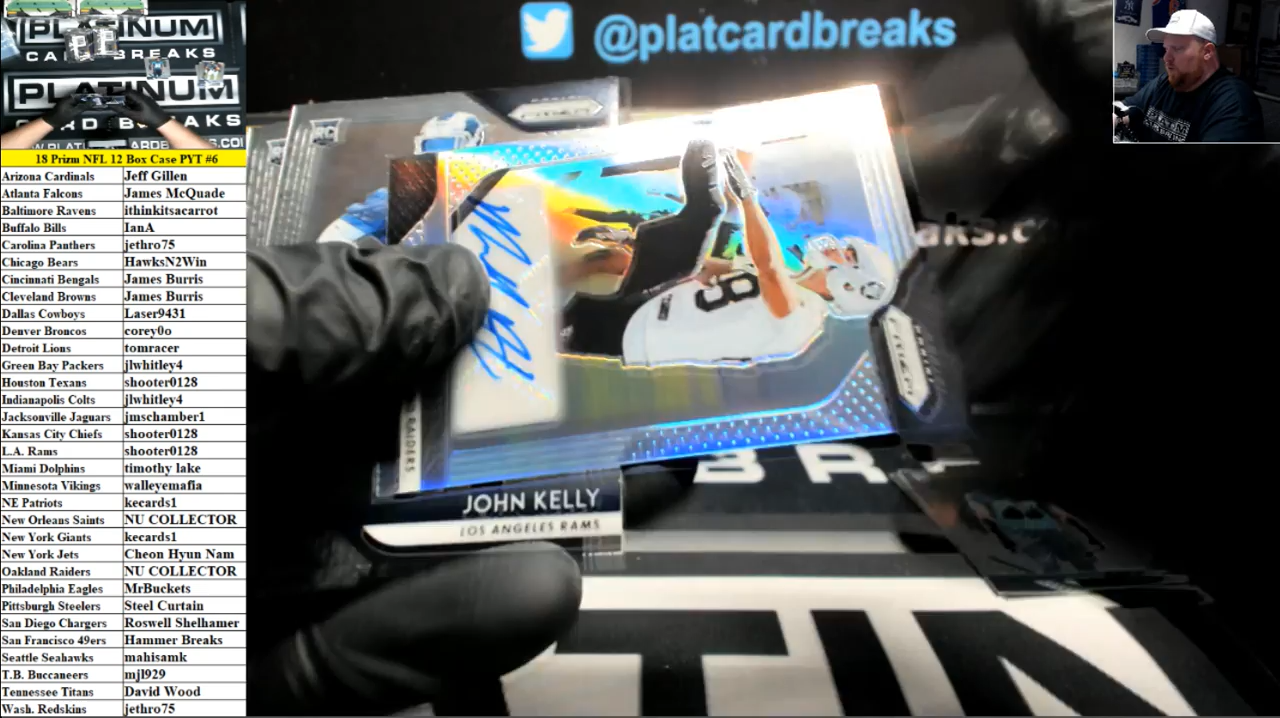 PLATINUM
CARD BREAKS
PLATINUM
CARD BREAKS
18 Prizm NFL 12 Box Case PYT #6
Arizona Cardinals Jeff Gillen
Atlanta Falcons James McQuade
Baltimore Ravens ithinkitsacarrot
Buffalo Bills IanA
Carolina Panthers jethro75
Chicago Bears HawksN2Win
Cincinnati Bengals James Burris
Cleveland Browns James Burris
Dallas Cowboys Laser9431
Denver Broncos corey0o
Detroit Lions tomracer
Green Bay Packers jlwhitley4
Houston Texans shooter0128
Indianapolis Colts jlwhitley4
Jacksonville Jaguars jmschamber1
Kansas City Chiefs shooter0128
L.A. Rams shooter0128
Miami Dolphins timothy lake
Minnesota Vikings walleyemafia
NE Patriots kecards1
New Orleans Saints NU COLLECTOR
New York Giants kecards1
New York Jets Cheon Hyun Nam
Oakland Raiders NU COLLECTOR
Philadelphia Eagles MrBuckets
Pittsburgh Steelers Steel Curtain
San Diego Chargers Roswell Shelhamer
San Francisco 49ers Hammer Breaks
Seattle Seahawks mahisamk
T.B. Buccaneers mjl929
Tennessee Titans David Wood
Wash. Redskins jethro75
@platcardbreaks
RC
PRIZM
aks.c
8
PRIZM
RAIDERS
JOHN KELLY
LOS ANGELES RAMS
BR
TIN